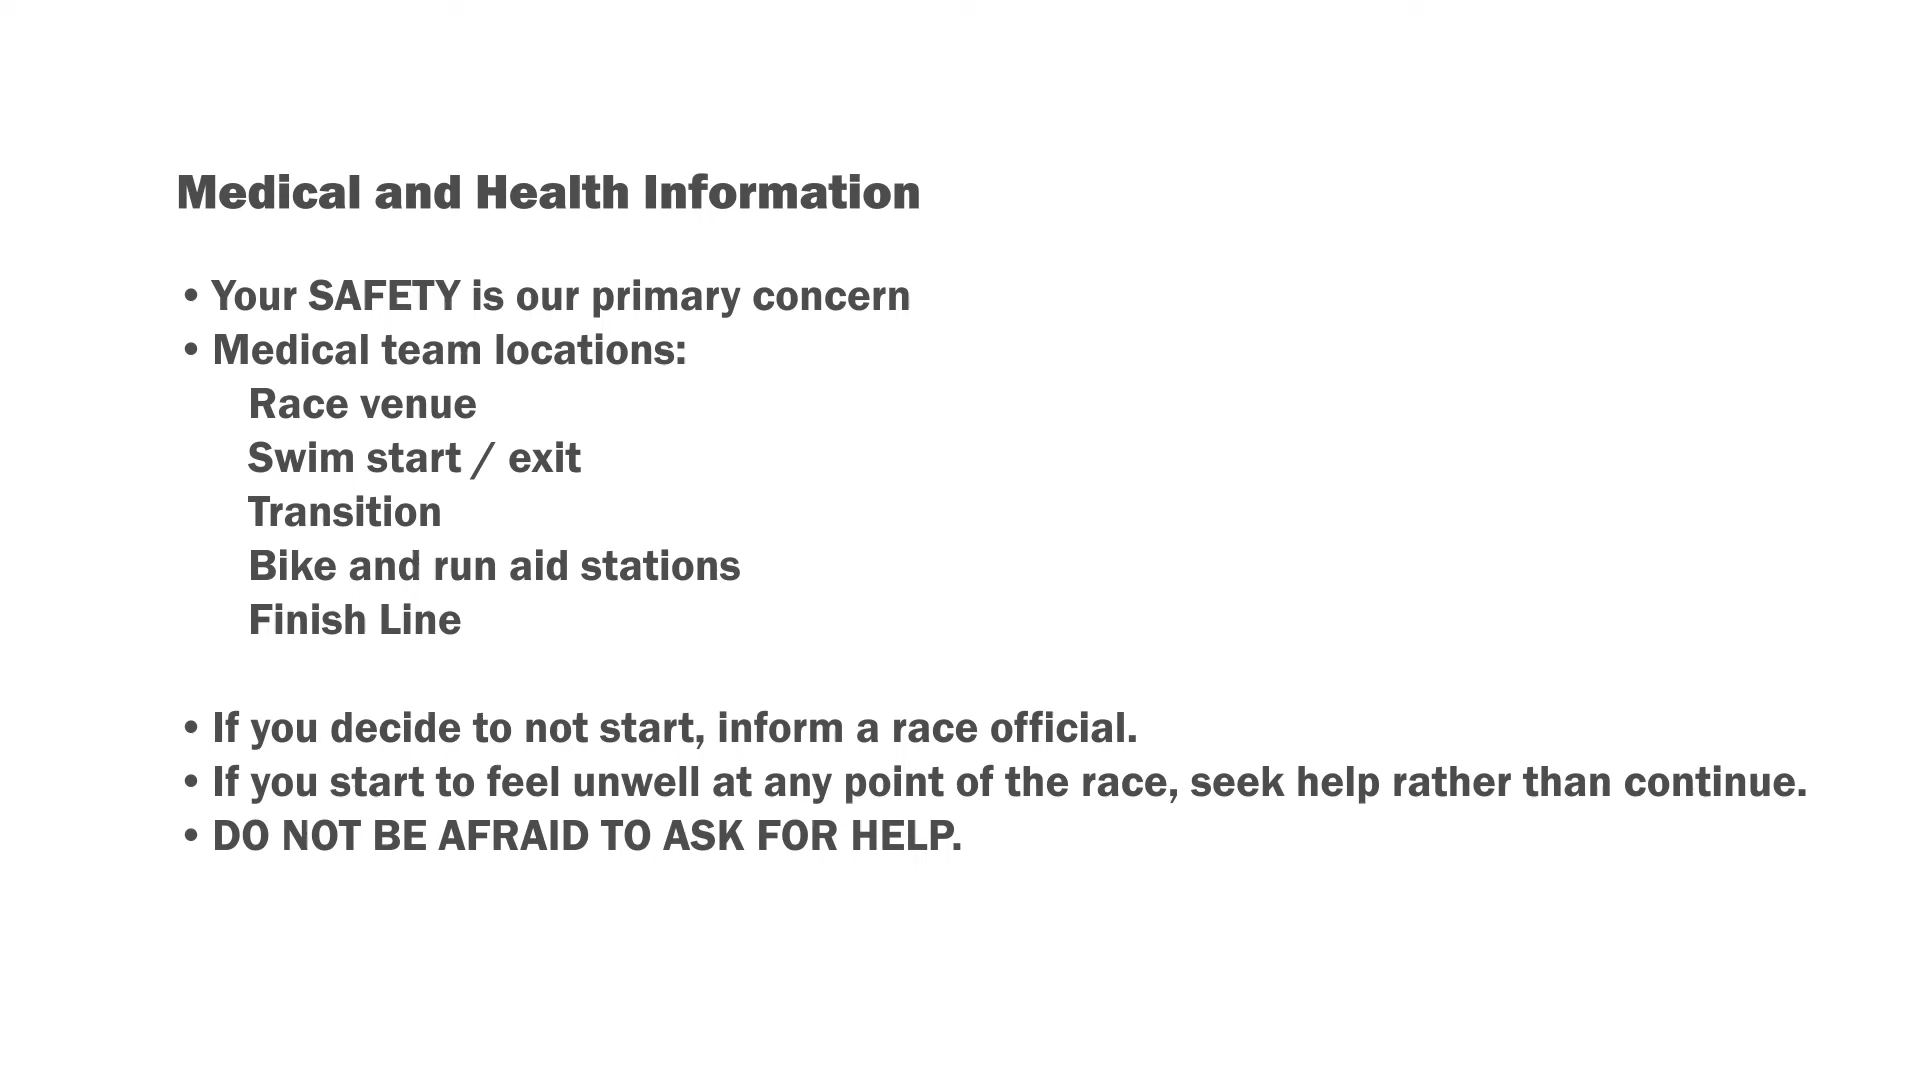 Medical and Health Information
• Your SAFETY is our primary concern
• Medical team locations:
Race venue
Swim start / exit
Transition
Bike and run aid stations
Finish Line
• If you decide to not start, inform a race official.
• If you start to feel unwell at any point of the race, seek help rather than continue.
• DO NOT BE AFRAID TO ASK FOR HELP.